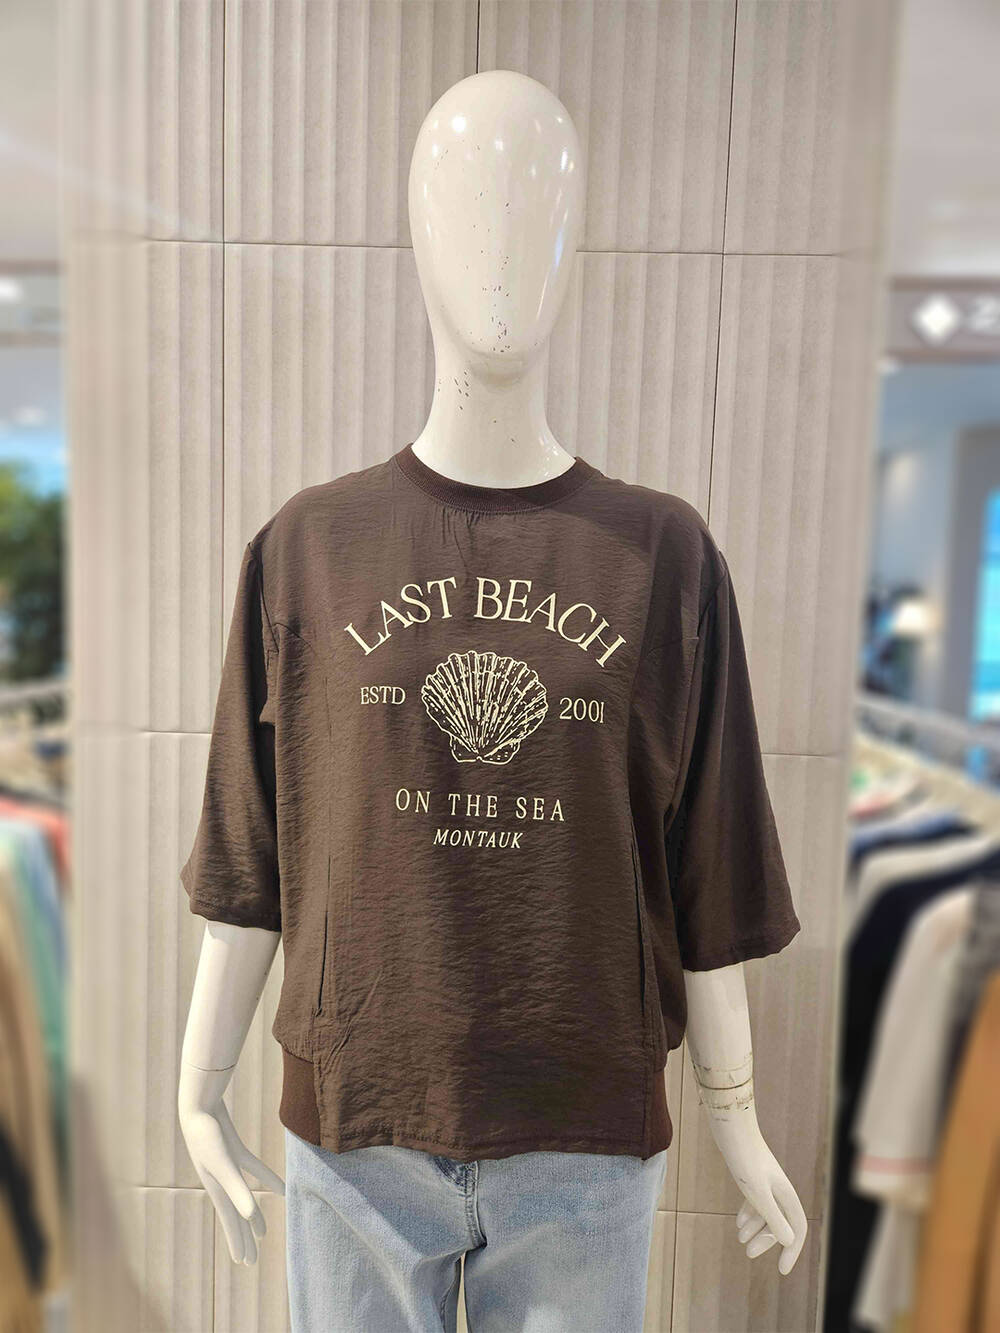 LAST BEACH
ESTD 2001
ON THE SEA
MONTAUK